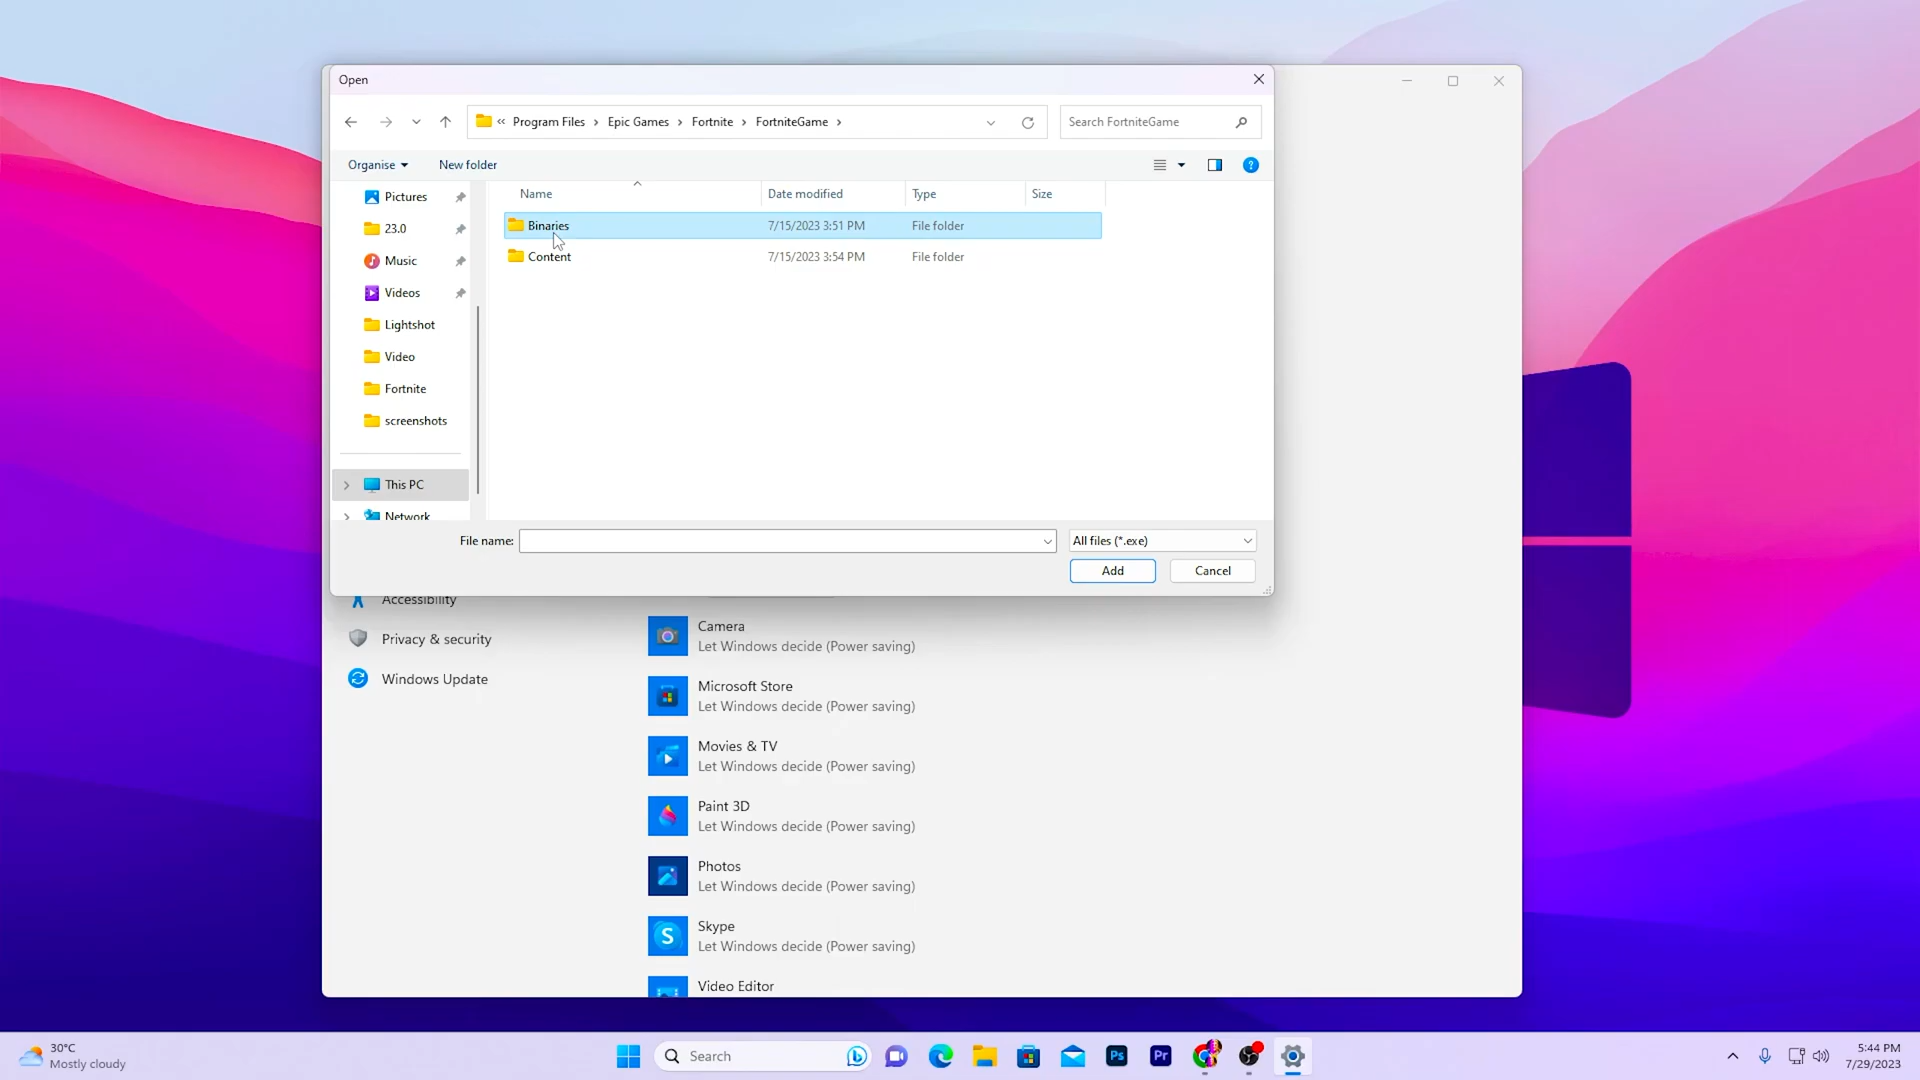 Open
« Program Files > Epic Games > Fortnite > FortniteGame >
Search FortniteGame
Organise
New folder
Name
Date modified
Type
Size
Pictures
23.0
Music
Videos
Lightshot
Video
Fortnite
screenshots
This PC
Network
Binaries
7/15/2023 3:51 PM
File folder
Content
7/15/2023 3:54 PM
File folder
File name:
All files (*.exe)
Add
Cancel
Accessibility
Privacy & security
Windows Update
Camera
Let Windows decide (Power saving)
Microsoft Store
Let Windows decide (Power saving)
Movies & TV
Let Windows decide (Power saving)
Paint 3D
Let Windows decide (Power saving)
Photos
Let Windows decide (Power saving)
Skype
Let Windows decide (Power saving)
Video Editor
30°C
Mostly cloudy
Search
Ps
Pr
5:44 PM
7/29/2023